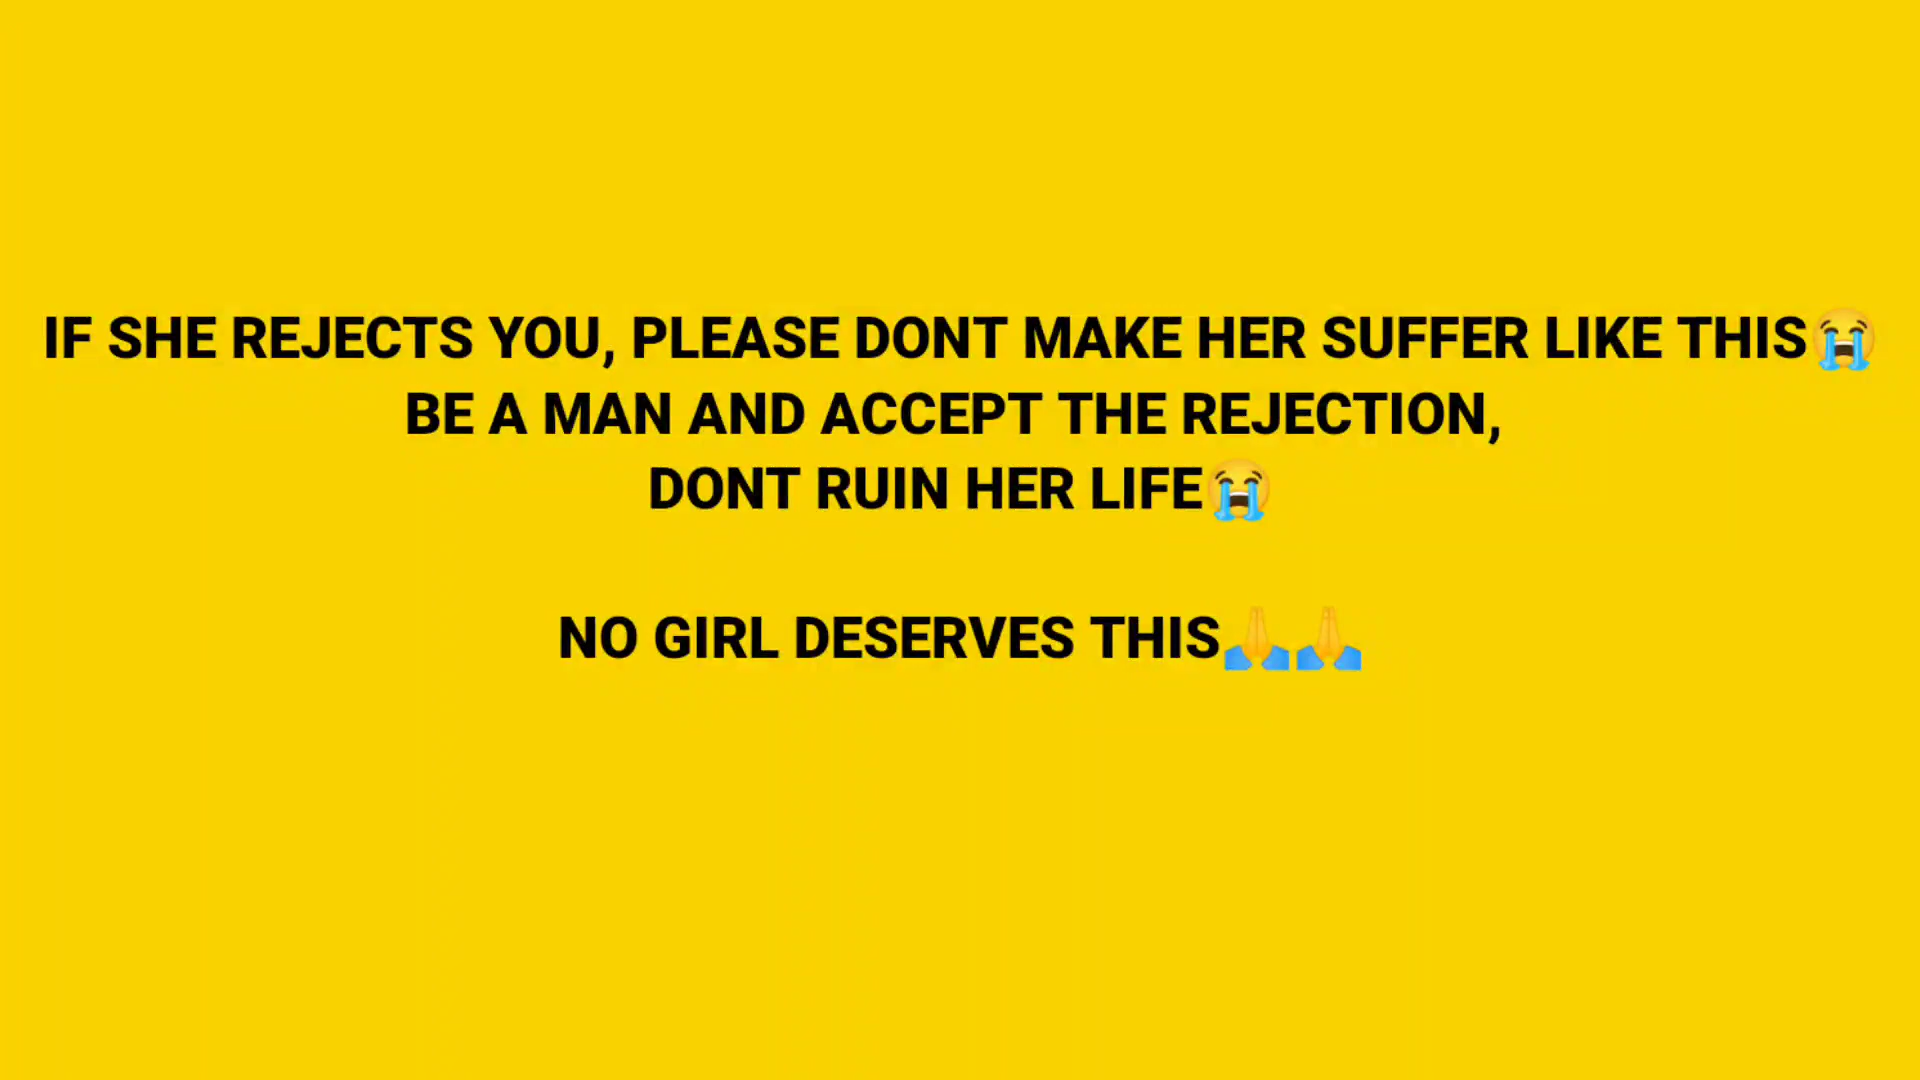 IF SHE REJECTS YOU, PLEASE DONT MAKE HER SUFFER LIKE THIS😭
BE A MAN AND ACCEPT THE REJECTION,
DONT RUIN HER LIFE😭
NO GIRL DESERVES THIS🙏🙏